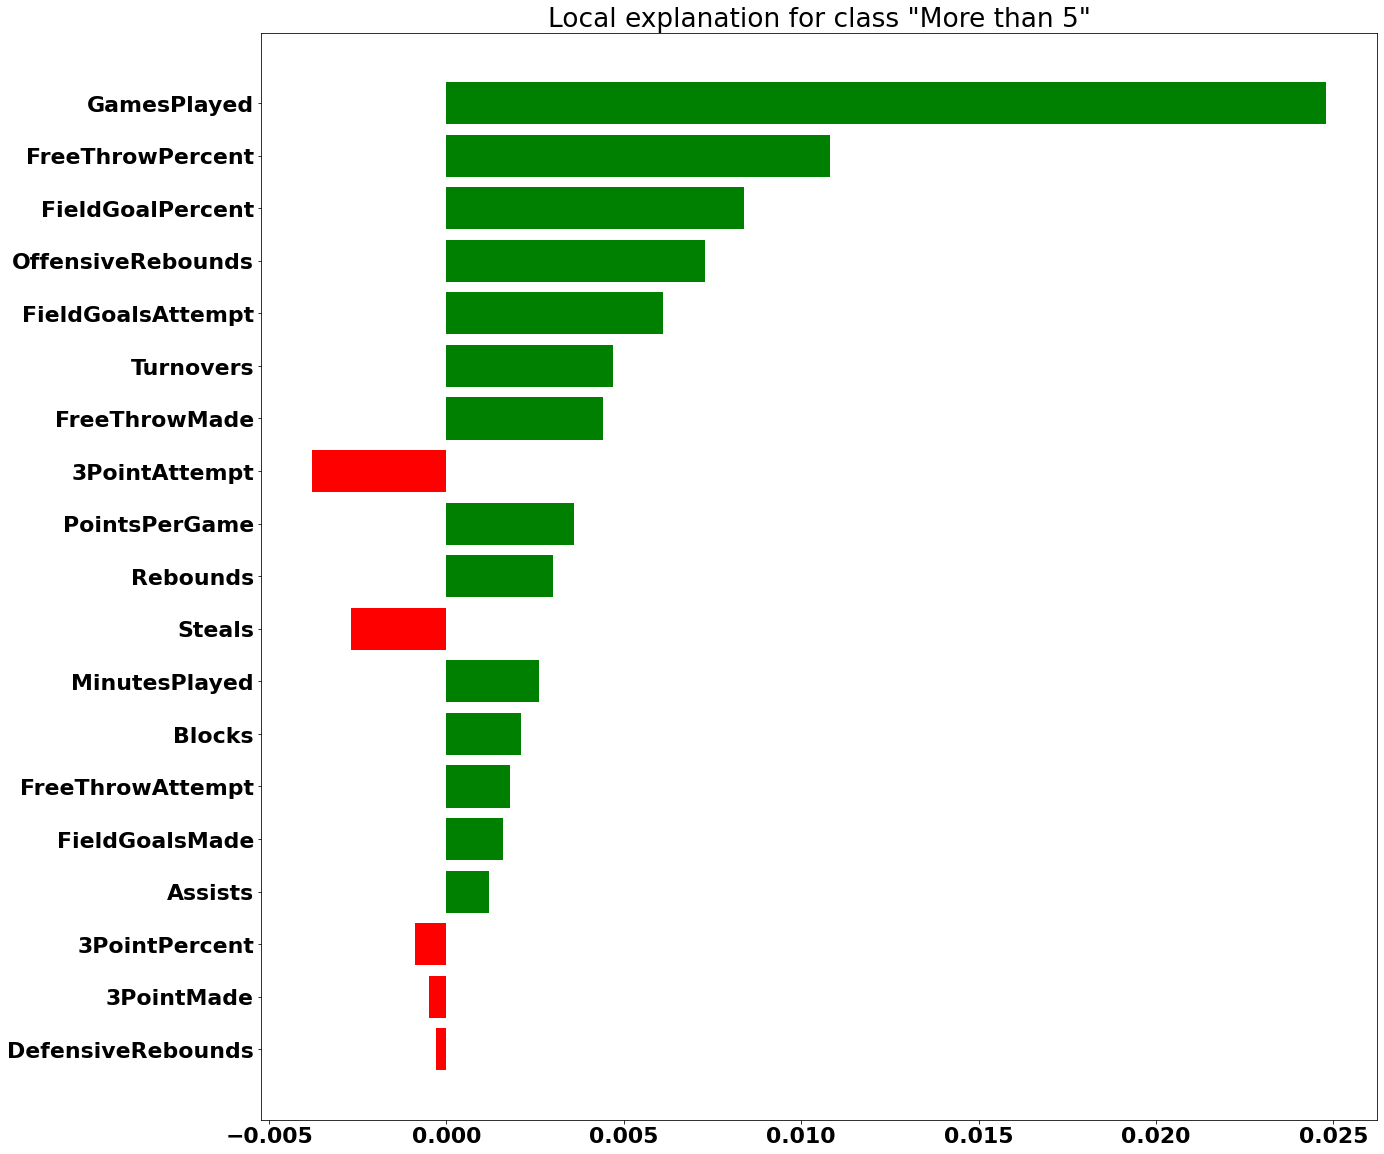 Local explanation for class "More than 5"
GamesPlayed
FreeThrowPercent
FieldGoalPercent
OffensiveRebounds
FieldGoalsAttempt
Turnovers
FreeThrowMade
3PointAttempt
PointsPerGame
Rebounds
Steals
MinutesPlayed
Blocks
FreeThrowAttempt
FieldGoalsMade
Assists
3PointPercent
3PointMade
DefensiveRebounds
−0.005 0.000 0.005 0.010 0.015 0.020 0.025